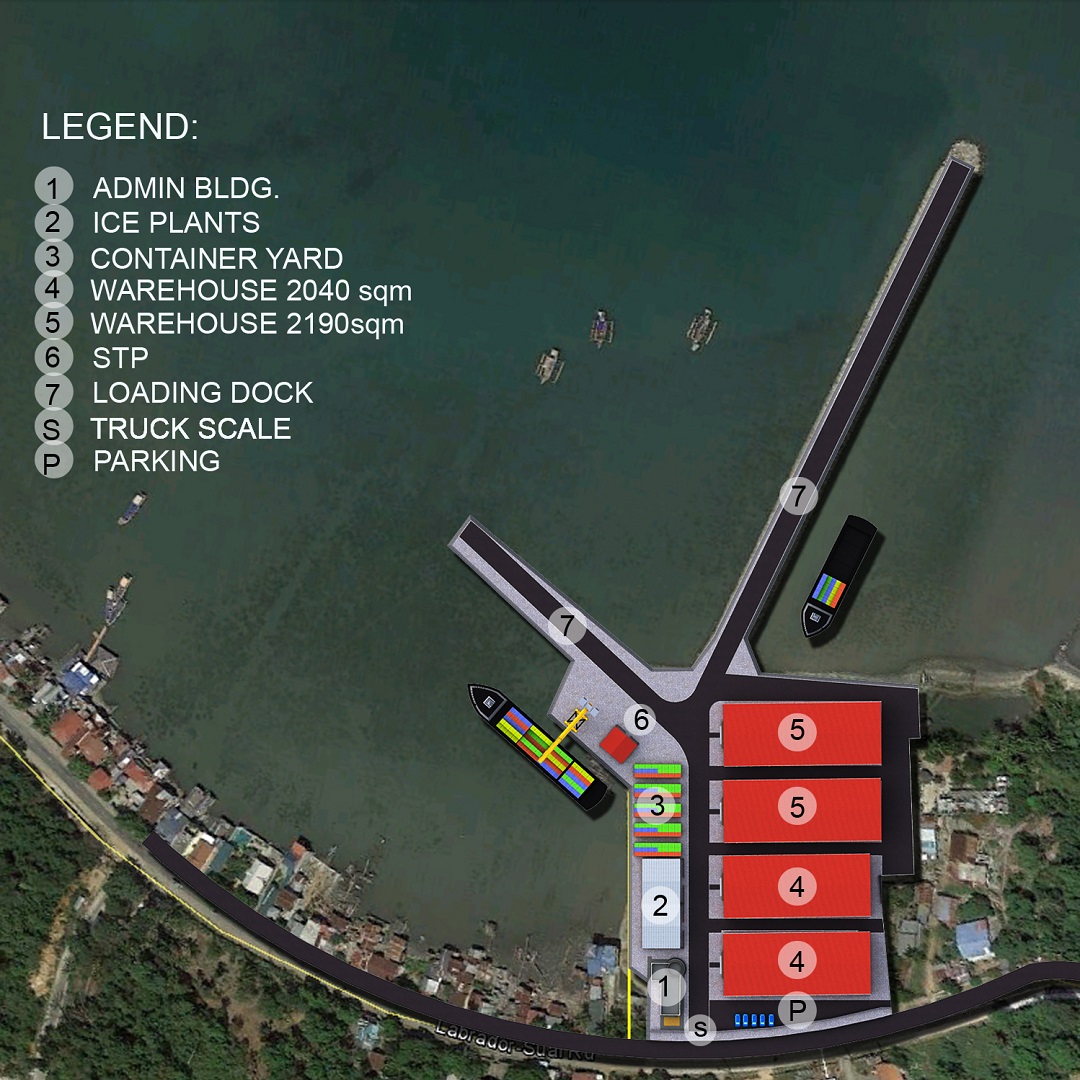 LEGEND:
1 ADMIN BLDG.
2 ICE PLANTS
3 CONTAINER YARD
4 WAREHOUSE 2040 sqm
5 WAREHOUSE 2190sqm
6 STP
7 LOADING DOCK
S TRUCK SCALE
P PARKING
7
7
6
5
3
5
2
4
1
4
P
S
Labrador-Sual Rd